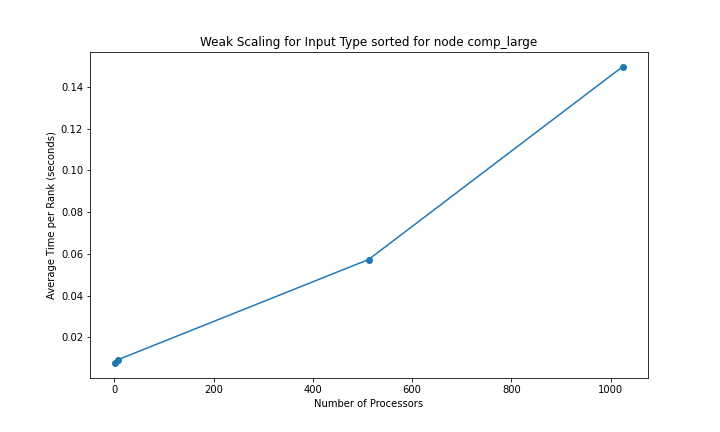 Weak Scaling for Input Type sorted for node comp_large
Average Time per Rank (seconds)
0.14
0.12
0.10
0.08
0.06
0.04
0.02
0 200 400 600 800 1000
Number of Processors